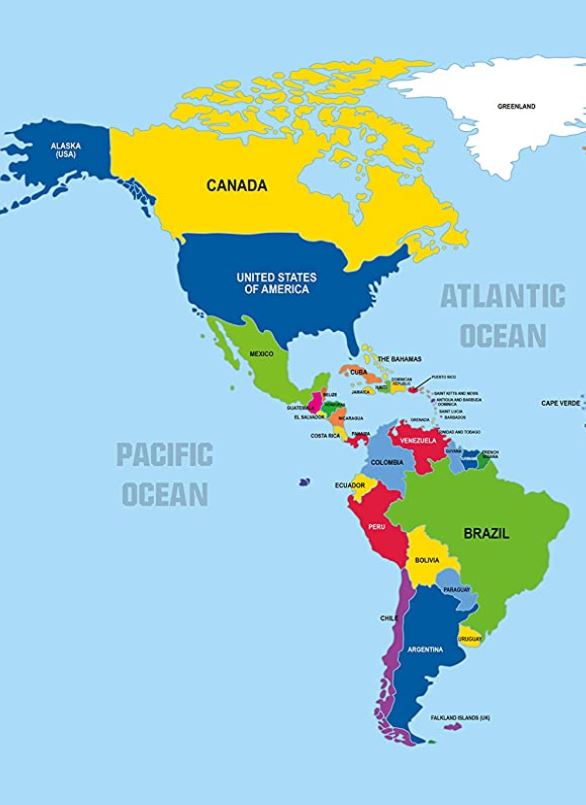 GREENLAND
ALASKA
(USA)
CANADA
UNITED STATES
OF AMERICA
ATLANTIC
OCEAN
MEXICO
THE BAHAMAS
CUBA
DOMINICAN
REPUBLIC
PUERTO RICO
HAITI
JAMAICA
BELIZE
SAINT KITTS AND NEVIS
ANTIGUA AND BARBUDA
DOMINICA
CAPE VERDE
GUATEMALA
HONDURAS
SAINT LUCIA
EL SALVADOR
NICARAGUA
BARBADOS
GRENADA
COSTA RICA
PANAMA
TRINIDAD AND TOBAGO
VENEZUELA
GUYANA
FRENCH
GUIANA
PACIFIC
OCEAN
COLOMBIA
ECUADOR
PERU
BRAZIL
BOLIVIA
PARAGUAY
CHILE
URUGUAY
ARGENTINA
FALKLAND ISLANDS (UK)